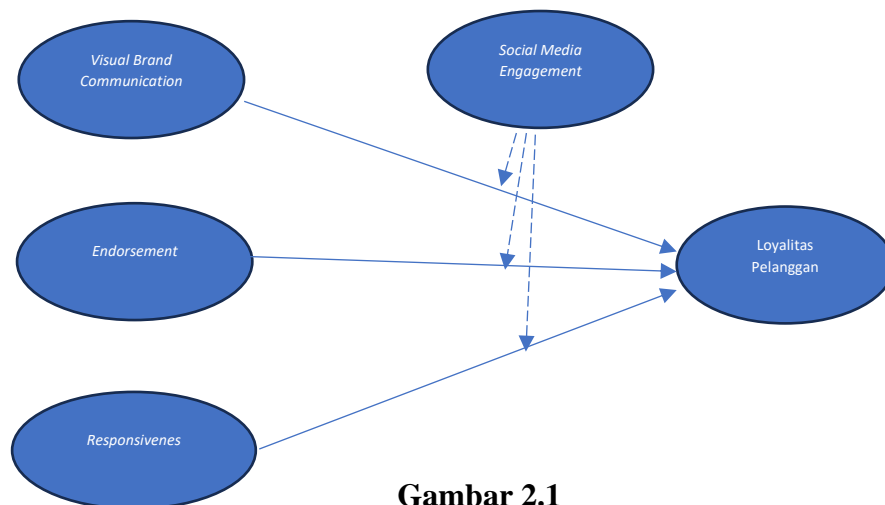 Visual Brand
Communication
Social Media
Engagement
Endorsement
Loyalitas
Pelanggan
Responsivenes
Gambar 2.1